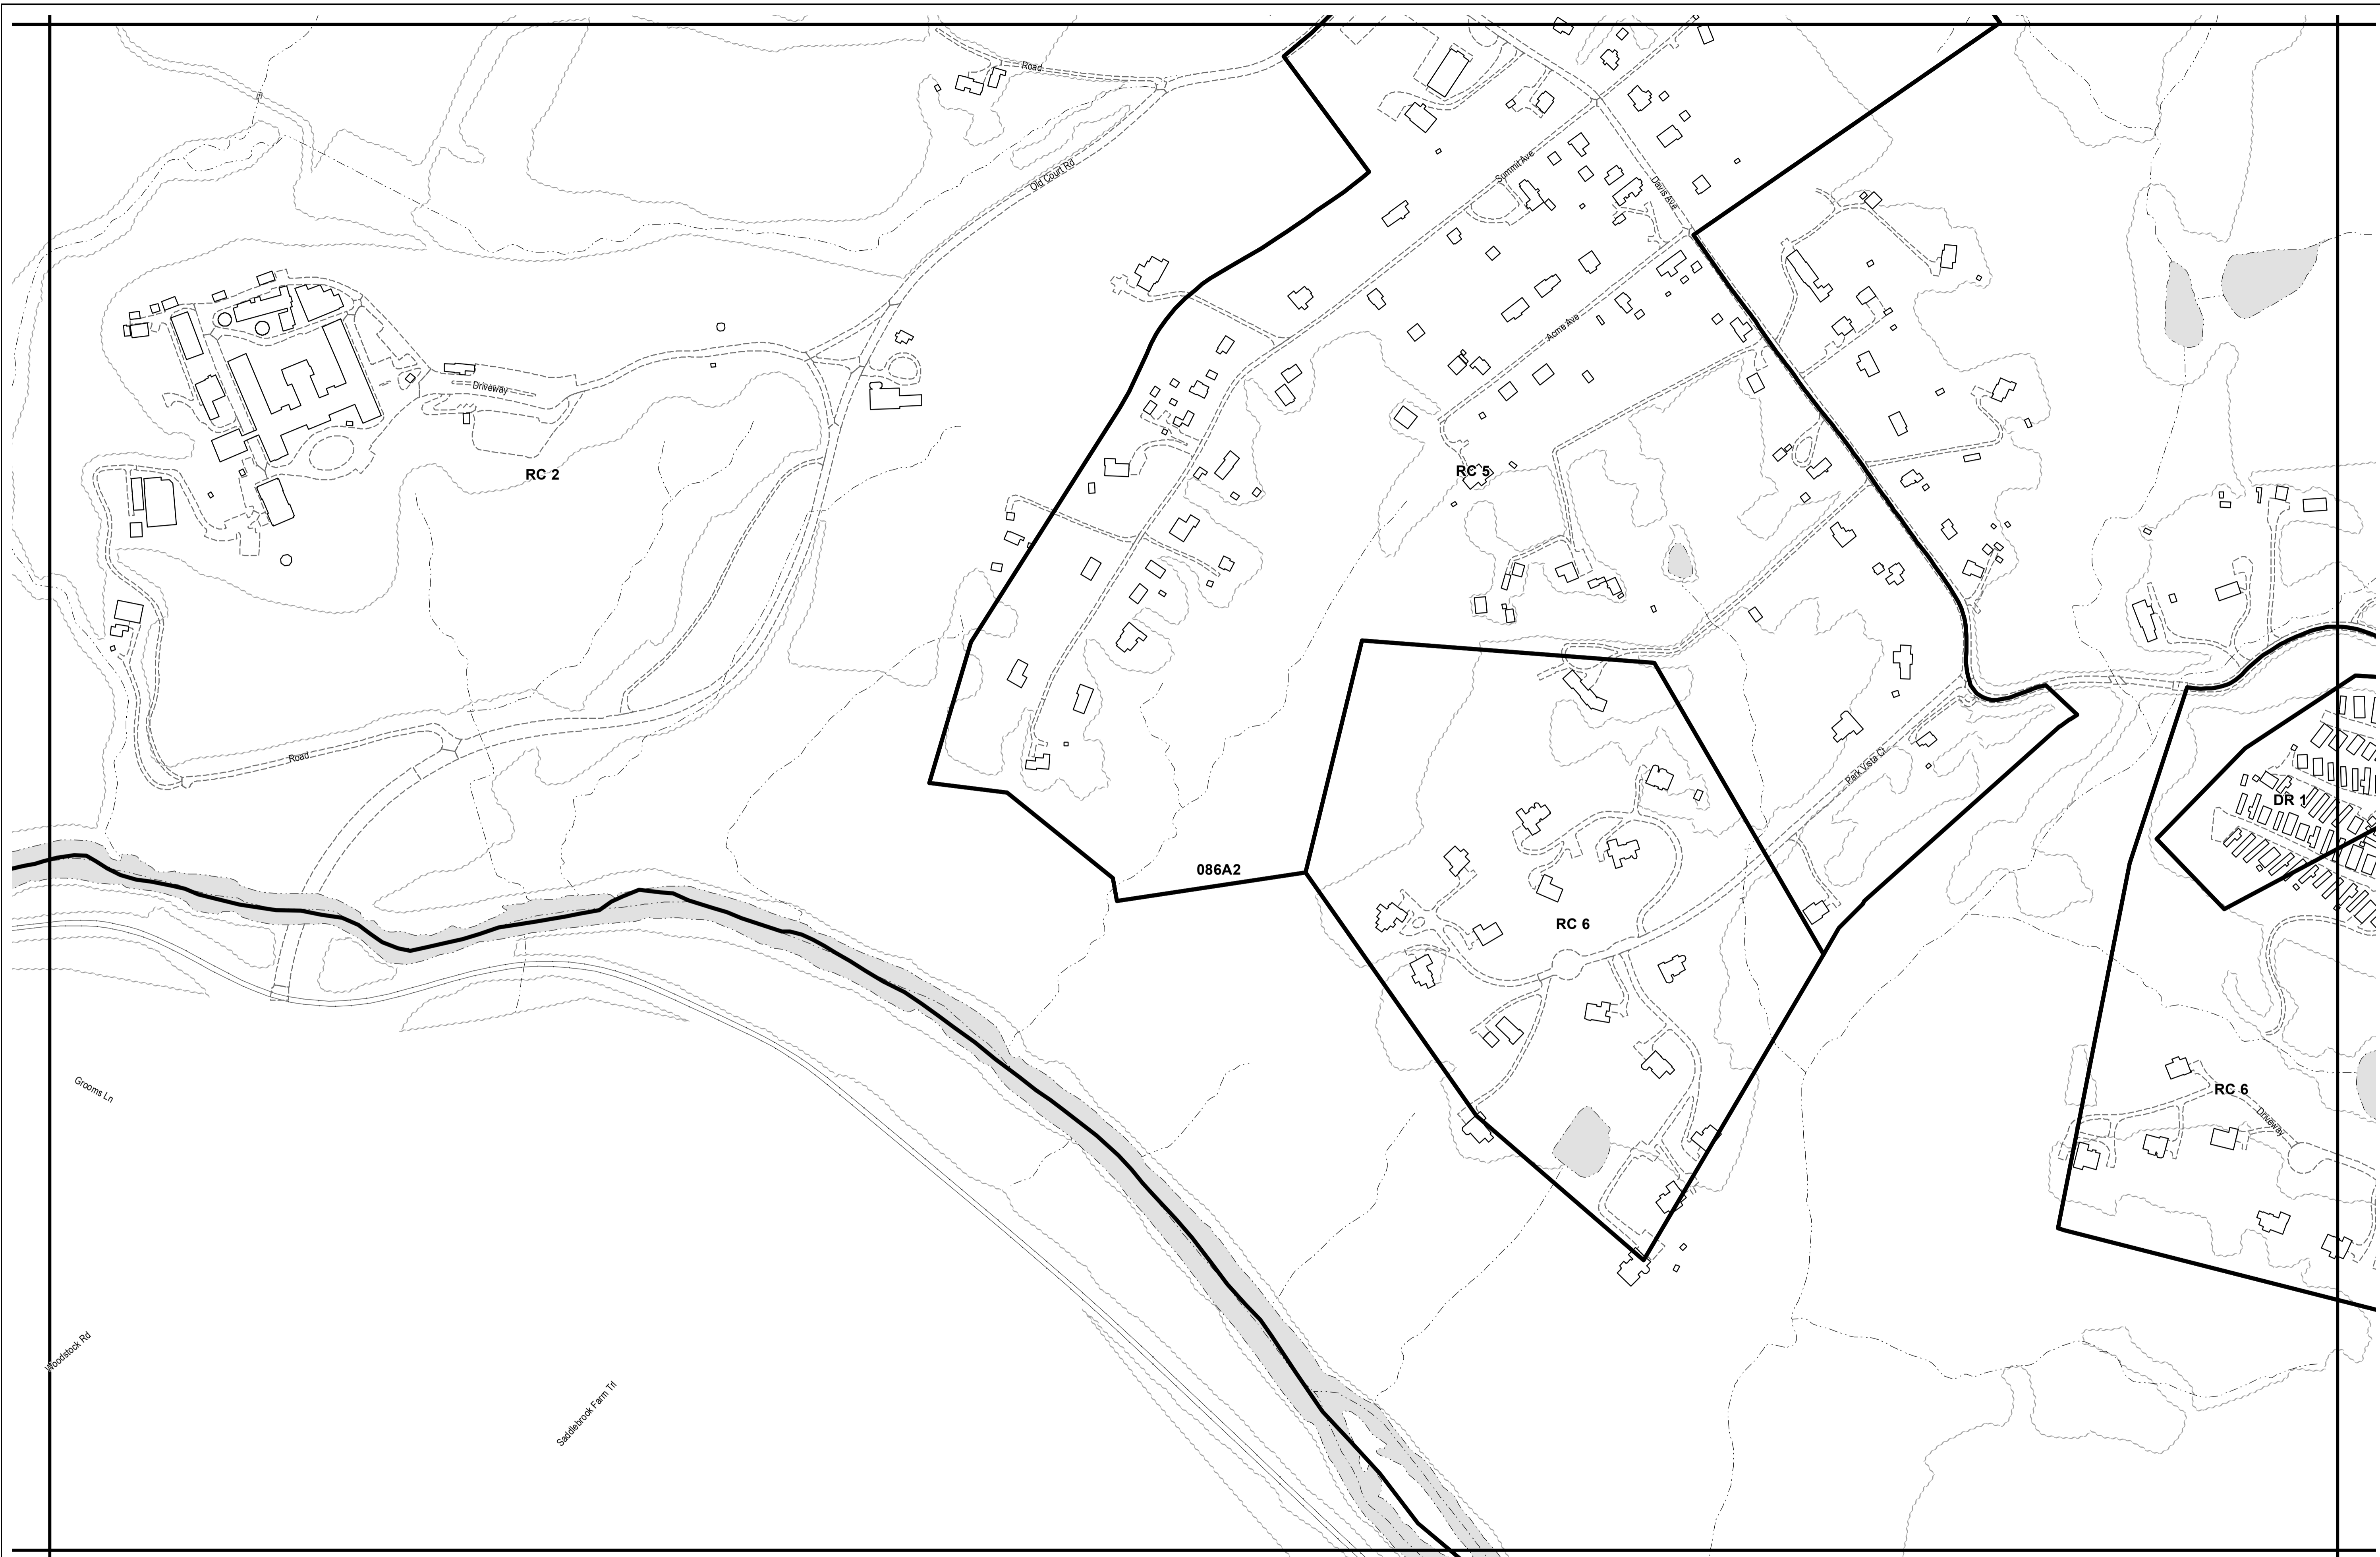 Road
Old Court Rd
Summit Ave
Davis Ave
Acme Ave
Driveway
RC 2
RC 5
Road
Park Vista Ct
DR 1
086A2
RC 6
RC 6
Driveway
Grooms Ln
Woodstock Rd
Saddlebrook Farm Trl